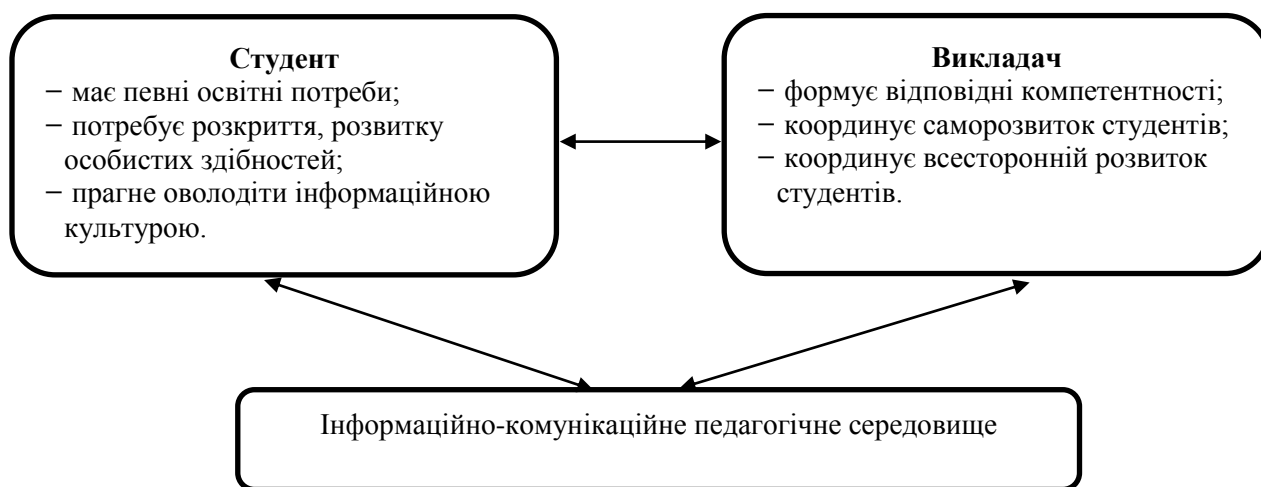 Студент
− має певні освітні потреби;
− потребує розкриття, розвитку
особистих здібностей;
− прагне оволодіти інформаційною
культурою.
Викладач
− формує відповідні компетентності;
− координує саморозвиток студентів;
− координує всесторонній розвиток
студентів.
Інформаційно-комунікаційне педагогічне середовище